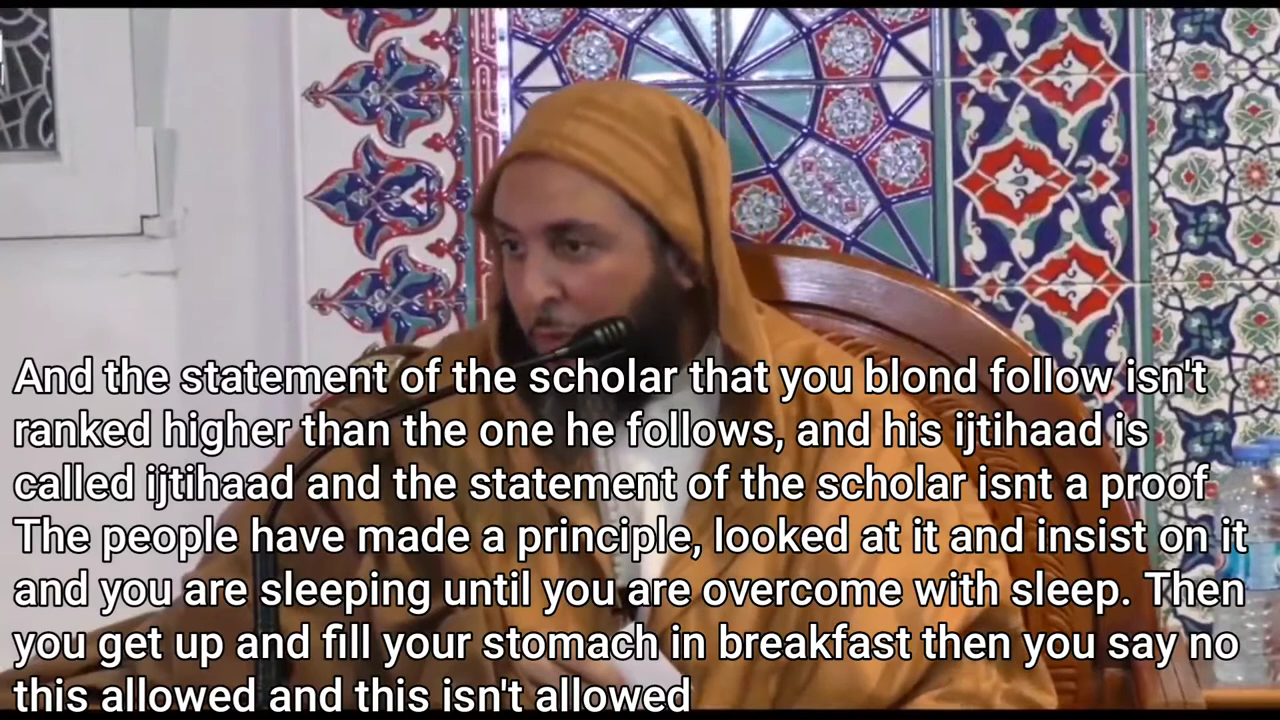 And the statement of the scholar that you blond follow isn't
ranked higher than the one he follows, and his ijtihaad is
called ijtihaad and the statement of the scholar isnt a proof
The people have made a principle, looked at it and insist on it
and you are sleeping until you are overcome with sleep. Then
you get up and fill your stomach in breakfast then you say no
this allowed and this isn't allowed